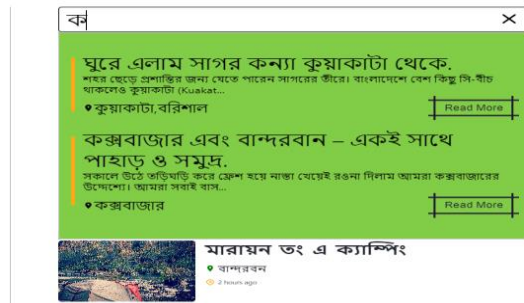 ক
ঘুরে এলাম সাগর কন্যা কুয়াকাটা থেকে.
শহর ছেড়ে প্রশান্তির জন্য যেতে পারেন সাগরের তীরে। বাংলাদেশে বেশ কিছু সি-বীচ
থাকলেও কুয়াকাটা (Kuakat...
কুয়াকাটা,বরিশাল
Read More
কক্সবাজার এবং বান্দরবান – একই সাথে
পাহাড় ও সমুদ্র.
সকালে উঠে তড়িঘড়ি করে ফ্রেশ হয়ে নাস্তা খেয়েই রওনা দিলাম আমরা কক্সবাজারের
উদ্দেশ্যে। আমরা সবাই বাস...
কক্সবাজার
Read More
মারায়ন তং এ ক্যাম্পিং
বান্দরবন
2 hours ago